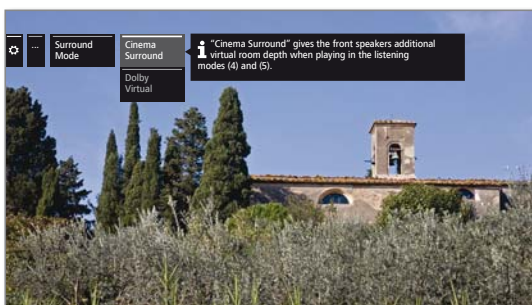 ...
Surround
Mode
Cinema
Surround
Dolby
Virtual
“Cinema Surround” gives the front speakers additional
virtual room depth when playing in the listening
modes (4) and (5).